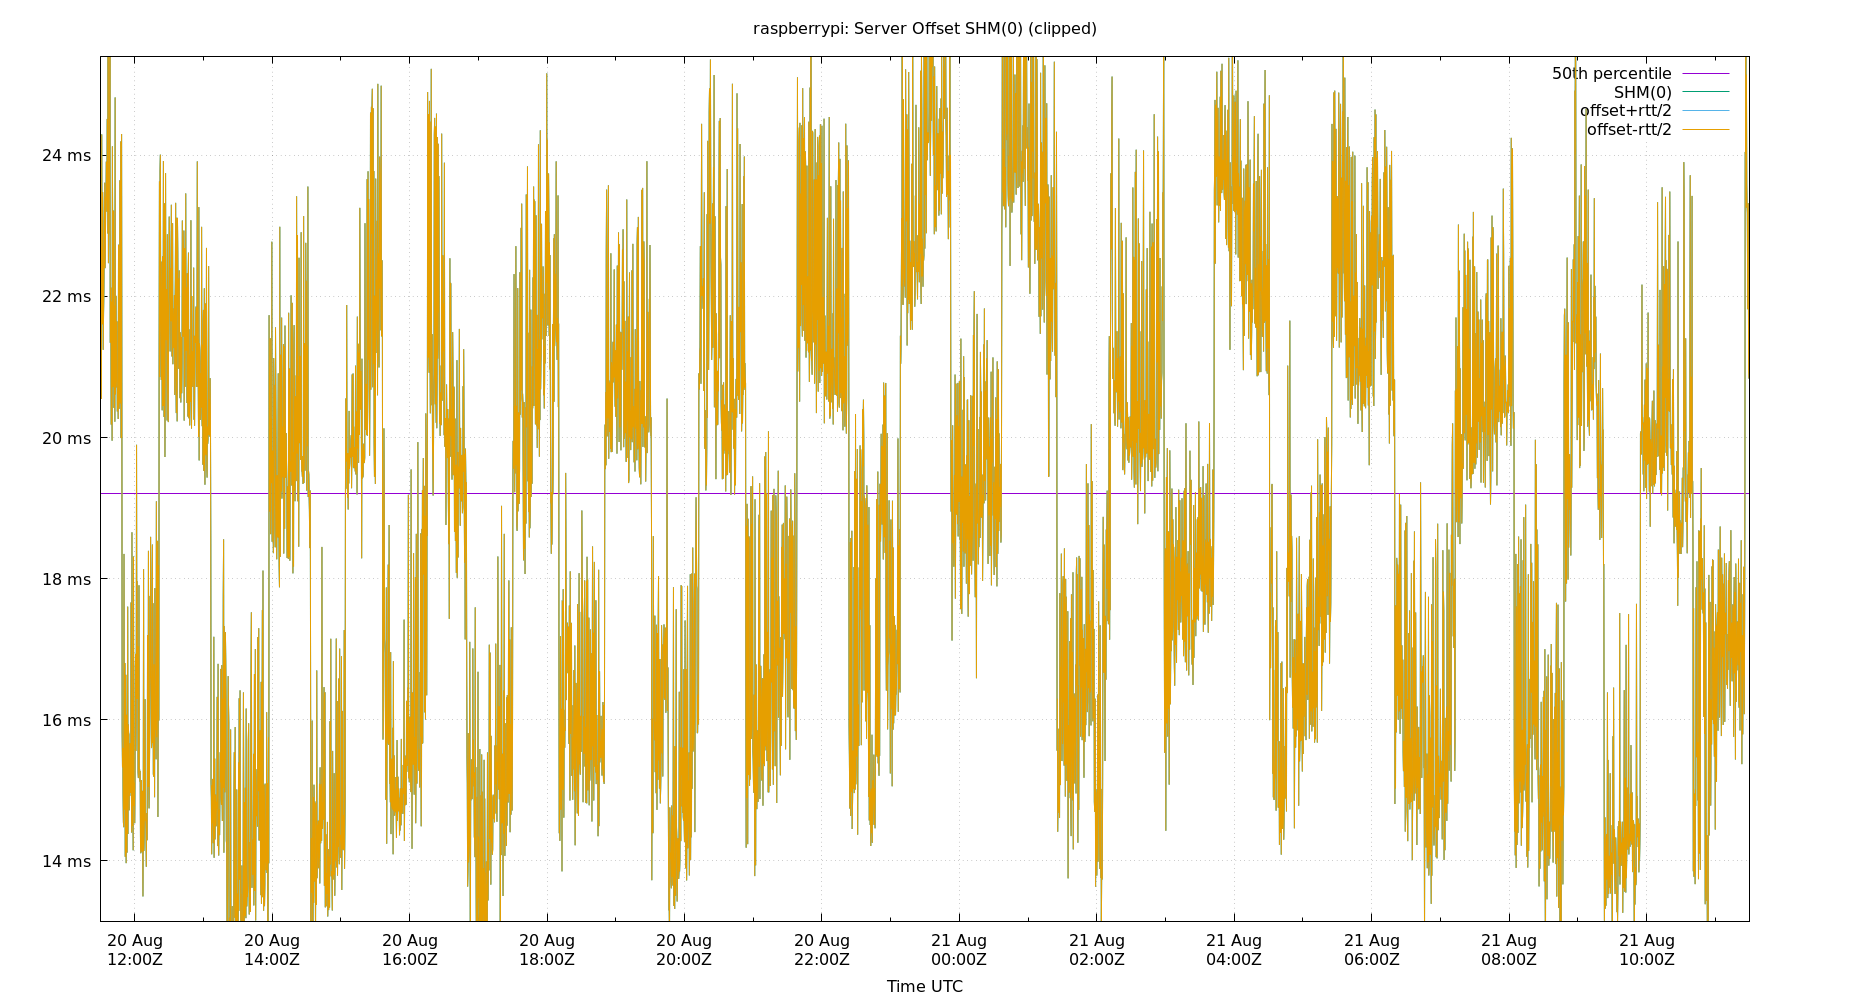 raspberrypi: Server Offset SHM(0) (clipped)
50th percentile
SHM(0)
offset+rtt/2
offset-rtt/2
24 ms
22 ms
20 ms
18 ms
16 ms
14 ms
20 Aug 20 Aug 20 Aug 20 Aug 20 Aug 20 Aug 21 Aug 21 Aug 21 Aug 21 Aug 21 Aug 21 Aug
12:00Z 14:00Z 16:00Z 18:00Z 20:00Z 22:00Z 00:00Z 02:00Z 04:00Z 06:00Z 08:00Z 10:00Z
Time UTC